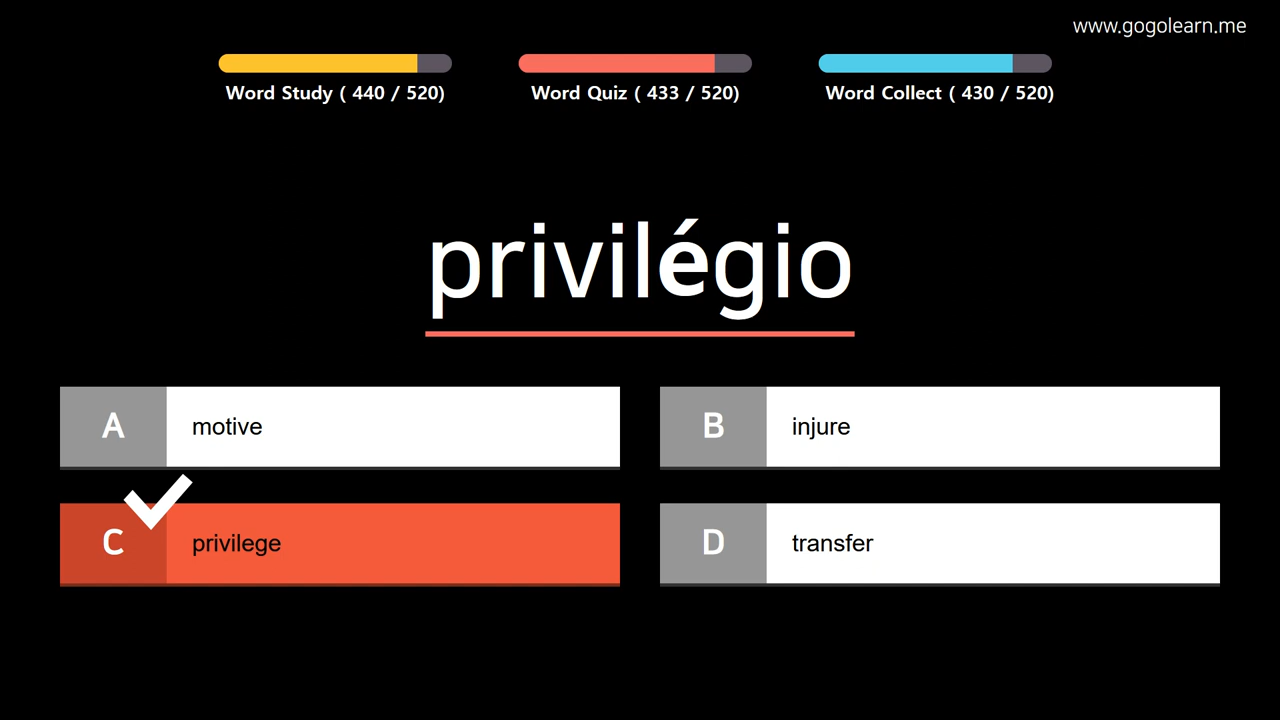 www.gogolearn.me
Word Study ( 440 / 520)
Word Quiz ( 433 / 520)
Word Collect ( 430 / 520)
privilégio
A motive
B injure
C privilege
D transfer